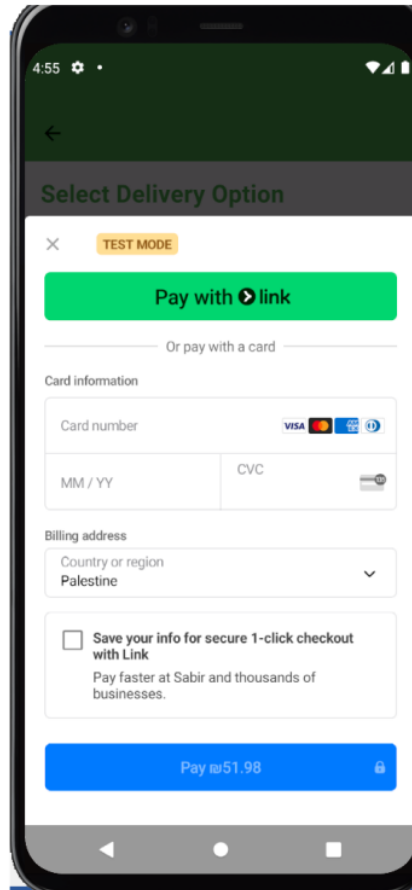 4:55
Select Delivery Option
TEST MODE
Pay with link
Or pay with a card
Card information
Card number
VISA
MM / YY
CVC
Billing address
Country or region
Palestine
Save your info for secure 1-click checkout
with Link
Pay faster at Sabir and thousands of
businesses.
Pay ₪51.98